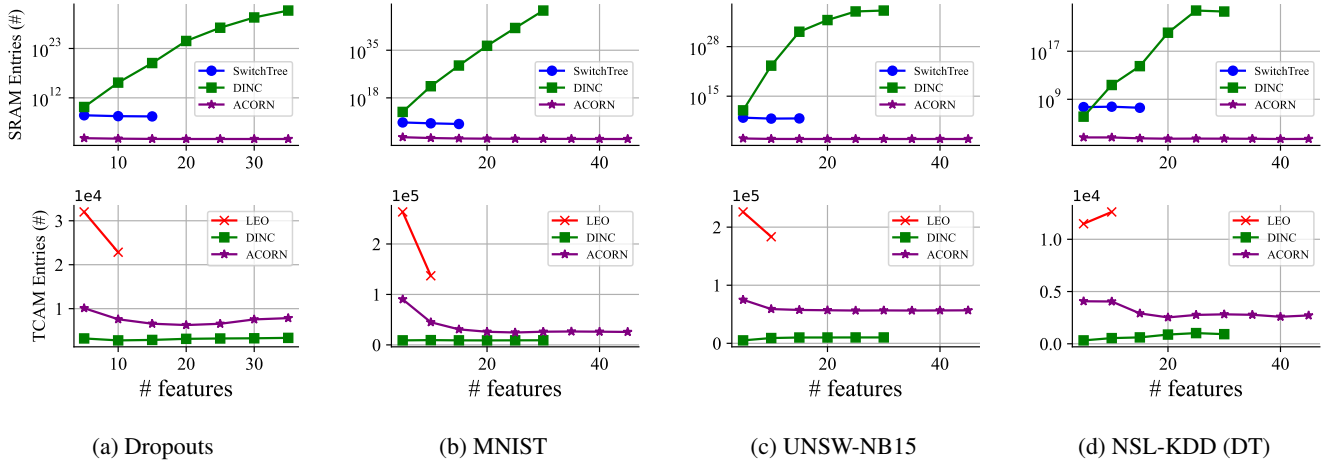 SRAM Entries (#)
10^23
10^12
SwitchTree
DINC
ACORN
10 20 30
10^35
10^18
SwitchTree
DINC
ACORN
20 40
10^28
10^15
SwitchTree
DINC
ACORN
20 40
10^17
10^9
SwitchTree
DINC
ACORN
20 40
TCAM Entries (#)
1e4
3
2
1
LEO
DINC
ACORN
10 20 30
# features
1e5
2
1
0
LEO
DINC
ACORN
20 40
# features
1e5
2
1
0
LEO
DINC
ACORN
20 40
# features
1e4
1.0
0.5
0.0
LEO
DINC
ACORN
20 40
# features
(a) Dropouts
(b) MNIST
(c) UNSW-NB15
(d) NSL-KDD (DT)